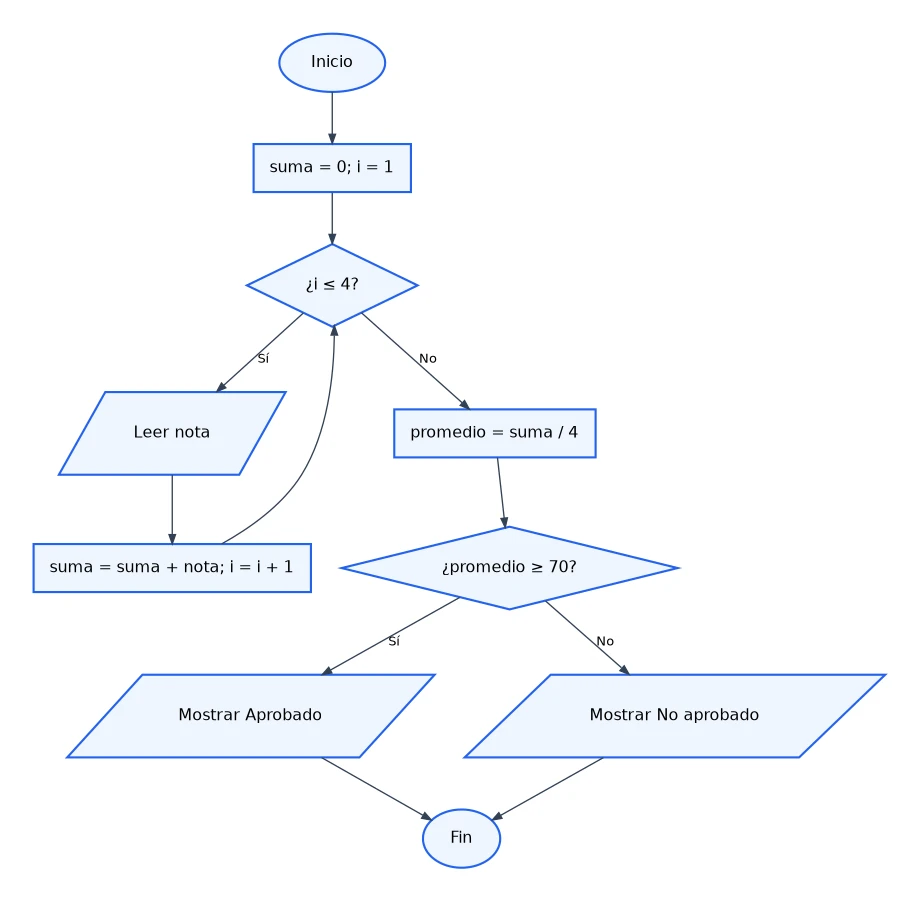 Inicio
suma = 0; i = 1
¿i ≤ 4?
Sí
No
Leer nota
promedio = suma / 4
suma = suma + nota; i = i + 1
¿promedio ≥ 70?
Sí
No
Mostrar Aprobado
Mostrar No aprobado
Fin